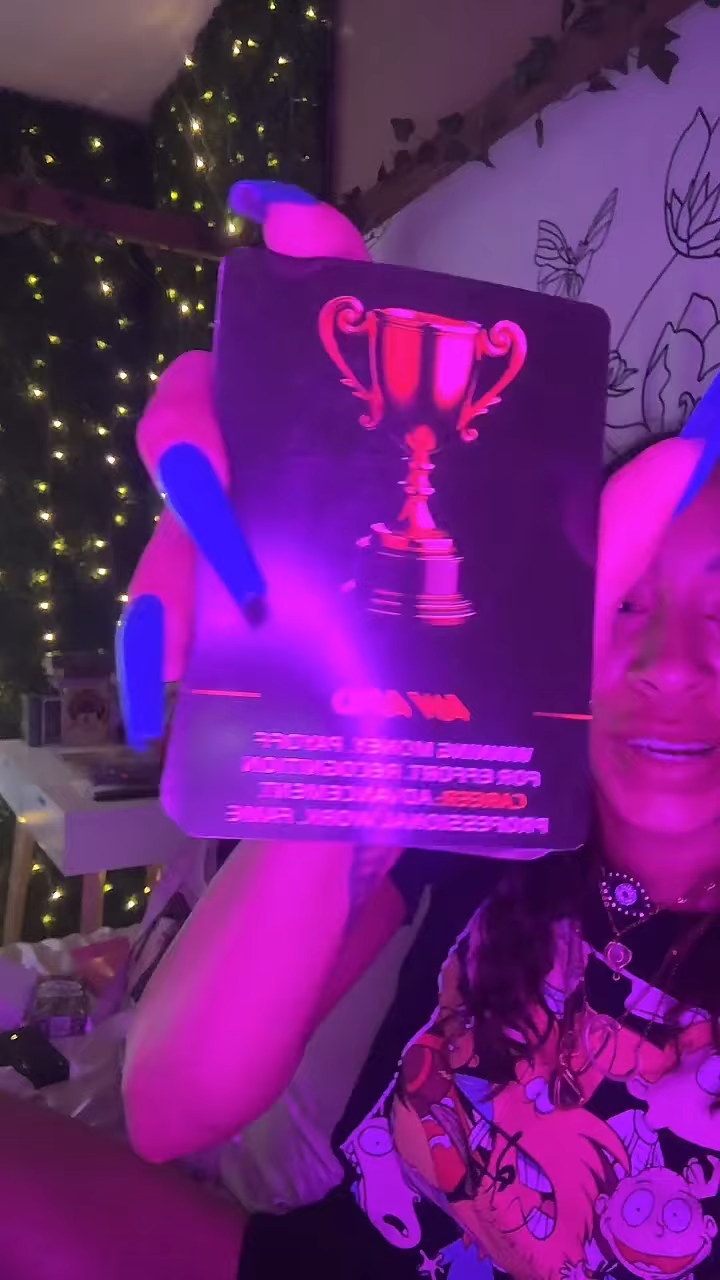 AWARD
WINNING MONEY, PAYOFF
FOR EFFORT, RECOGNITION,
CAREER, ADVANCEMENT,
PROFESSIONAL WORK, FAME